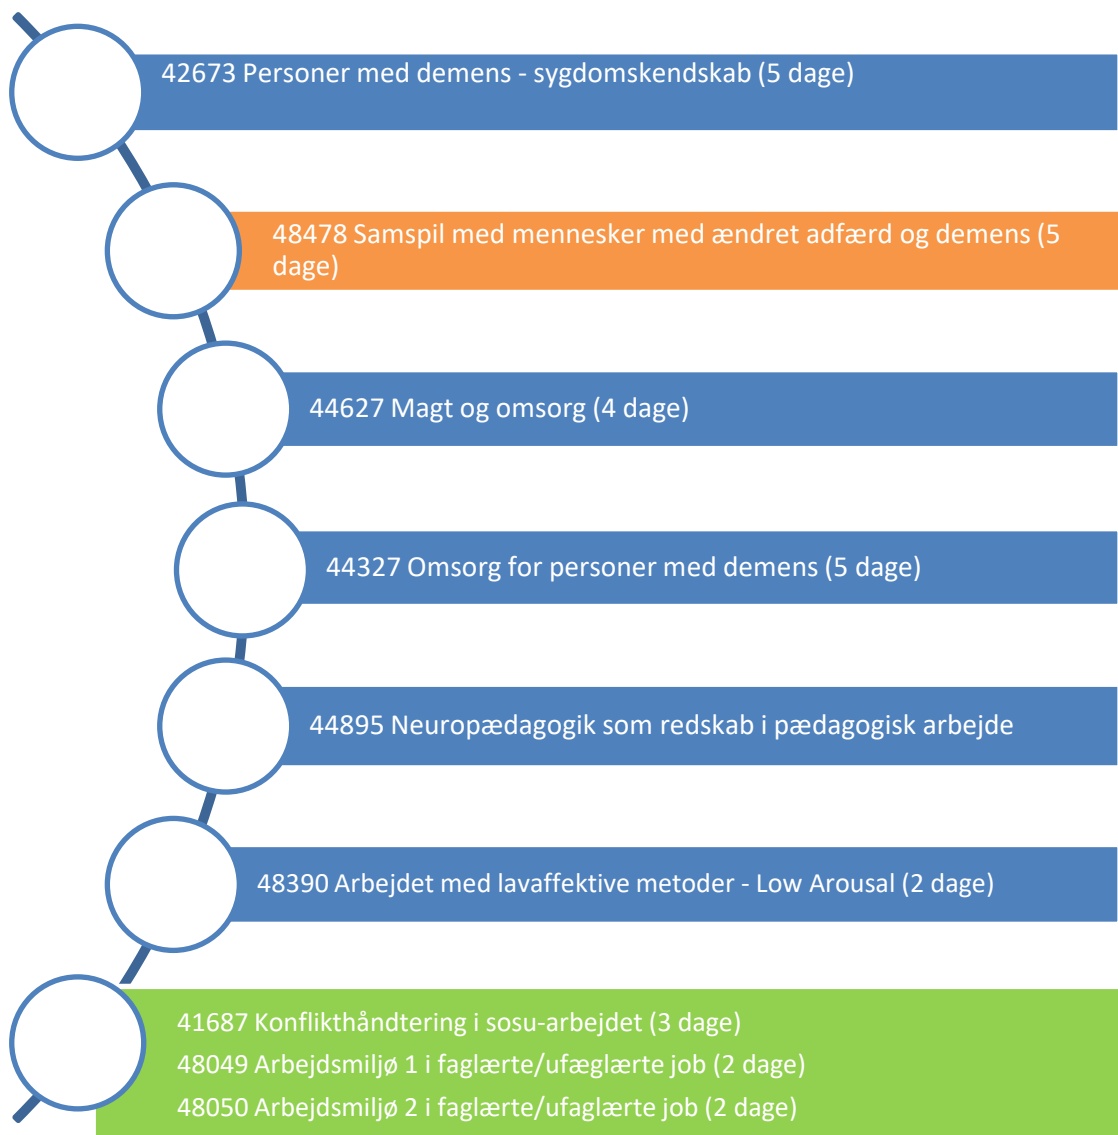 42673 Personer med demens - sygdomskendskab (5 dage)
48478 Samspil med mennesker med ændret adfærd og demens (5
dage)
44627 Magt og omsorg (4 dage)
44327 Omsorg for personer med demens (5 dage)
44895 Neuropædagogik som redskab i pædagogisk arbejde
48390 Arbejdet med lavaffektive metoder - Low Arousal (2 dage)
41687 Konflikthåndtering i sosu-arbejdet (3 dage)
48049 Arbejdsmiljø 1 i faglærte/ufæglærte job (2 dage)
48050 Arbejdsmiljø 2 i faglærte/ufaglærte job (2 dage)